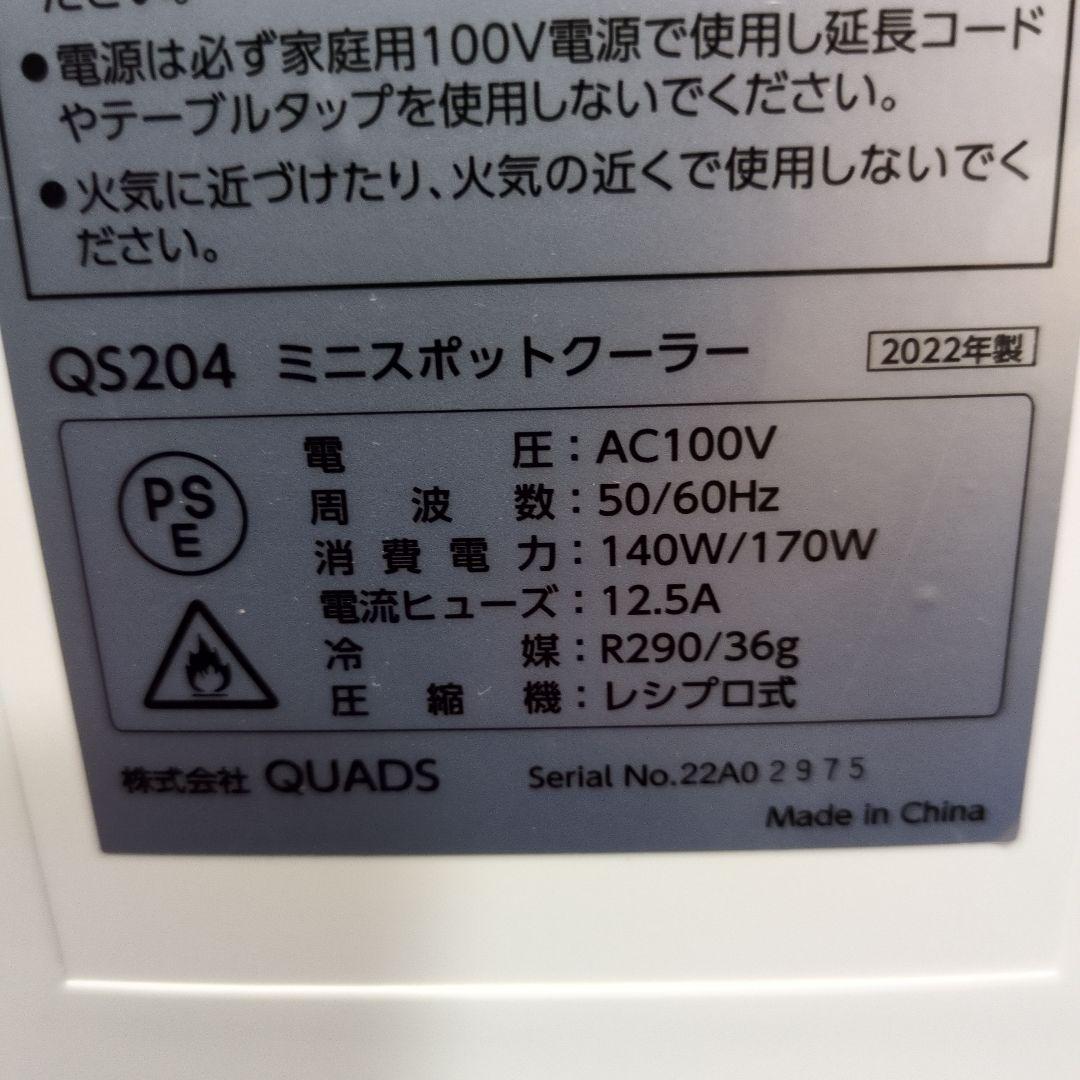 ださい。
●電源は必ず家庭用100V電源で使用し延長コード
やテーブルタップを使用しないでください。
●火気に近づけたり、火気の近くで使用しないでく
ださい。
QS204 ミニスポットクーラー 2022年製
PS
E
電圧：AC100V
周波数：50/60Hz
消費電力：140W/170W
電流ヒューズ：12.5A
冷媒：R290/36g
圧縮機：レシプロ式
株式会社 QUADS Serial No.22A02975
Made in China